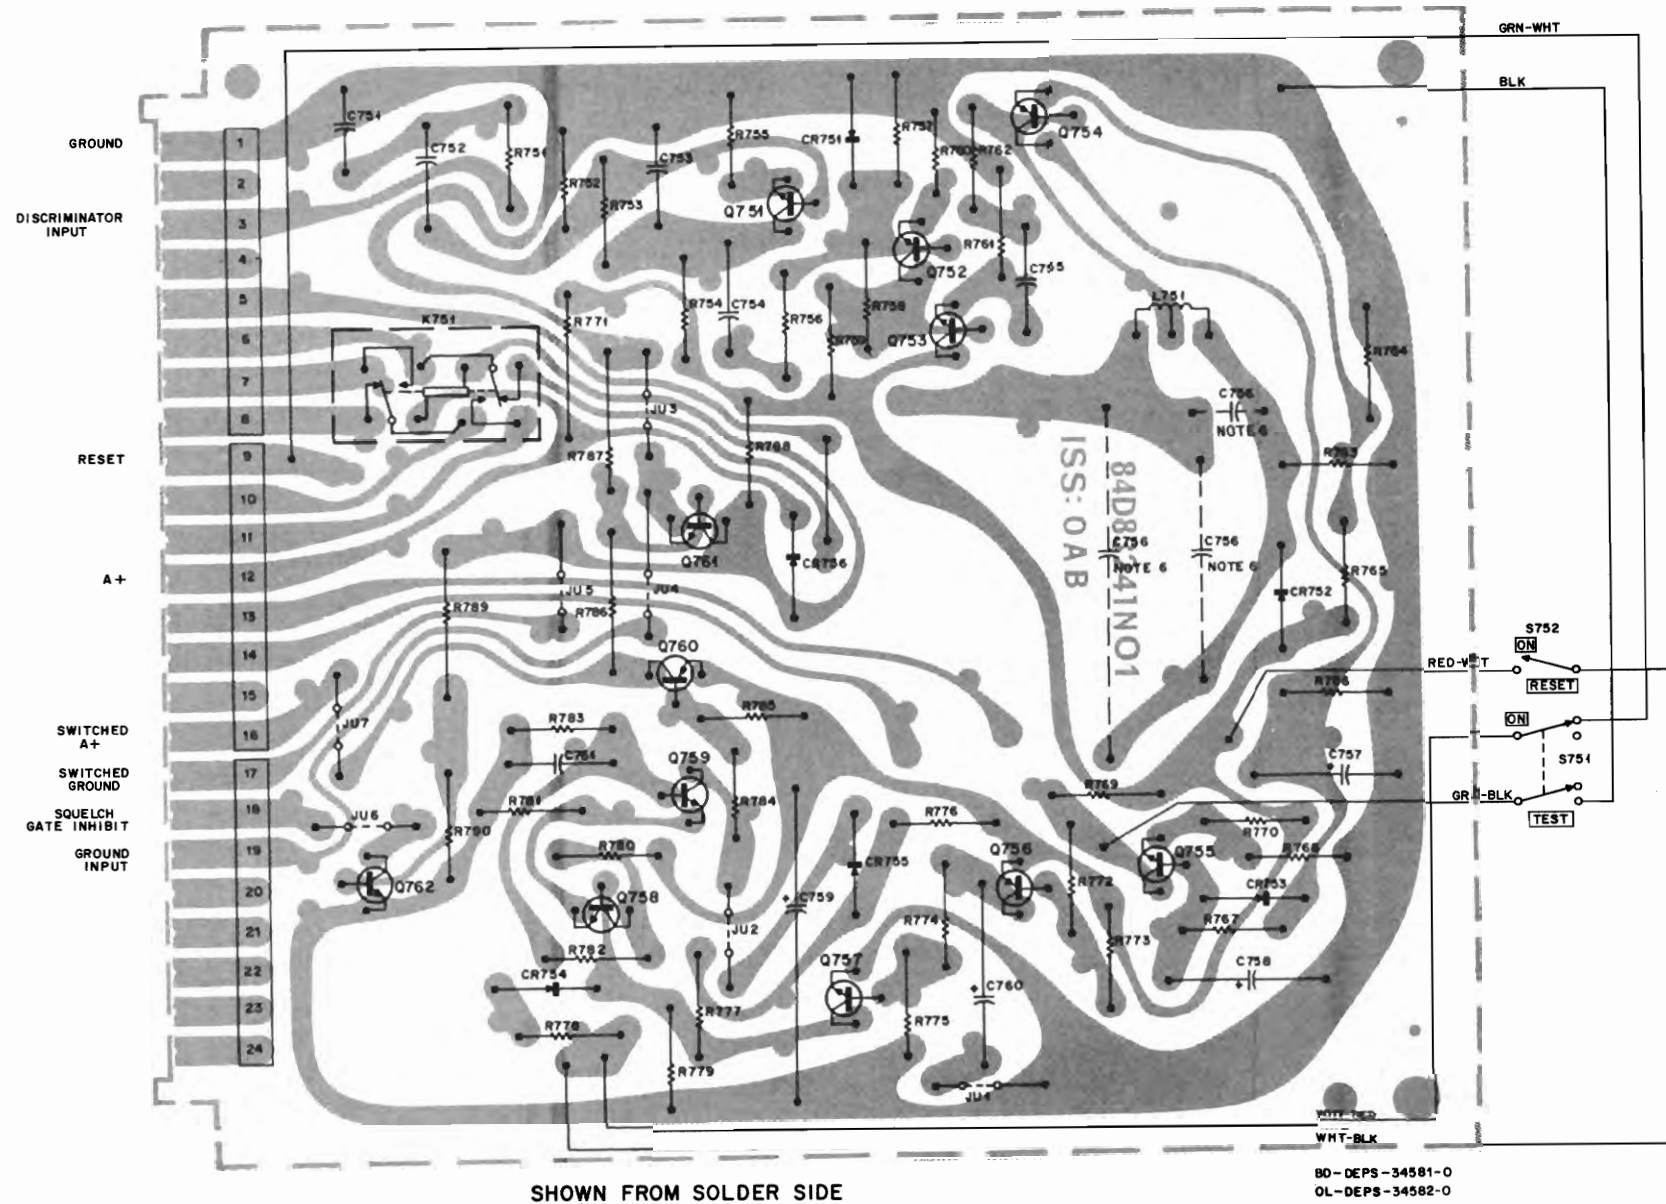 GRN-WHT
BLK
GROUND
DISCRIMINATOR
INPUT
RESET
A+
SWITCHED
A+
SWITCHED
GROUND
SQUELCH
GATE INHIBIT
GROUND
INPUT
1
2
3
4
5
6
7
8
9
10
11
12
13
14
15
16
17
18
19
20
21
22
23
24
C751
C752
R751
R752
R753
C753
R755
Q751
CR751
R757
R760
R762
Q754
Q752
R761
C755
R754
C754
R756
R758
Q753
L751
R764
K751
R771
JU3
R787
R788
C756
NOTE 6
R763
84D82
41N01
ISS: 0AB
C756
NOTE 6
C756
NOTE 6
Q761
CR756
CR752
R765
R789
JU5
R786
JU4
Q760
RED-W
T
S752
ON
RESET
ON
S751
TEST
JU7
R783
R785
C761
Q759
C757
R769
R781
R784
R776
R770
JU6
R790
R780
CR755
Q756
Q755
R768
Q762
Q758
C759
R772
CR753
JU2
R774
R773
R767
R782
CR754
Q757
C760
C758
R777
R775
R778
R779
JU1
WHT-BLK
BD-DEPS-34581-O
OL-DEPS-34582-O
SHOWN FROM SOLDER SIDE